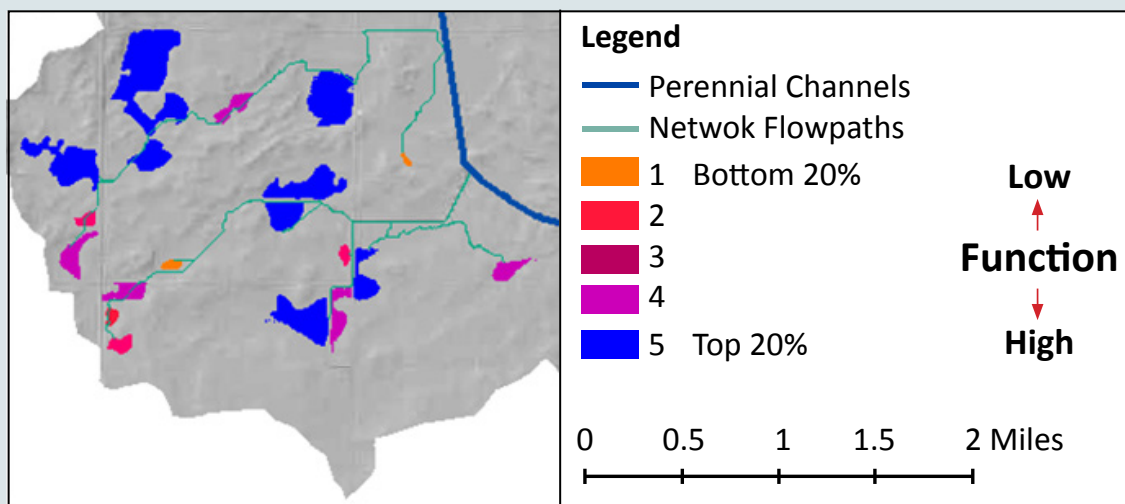 Legend
Perennial Channels
Netwok Flowpaths
1 Bottom 20%
2
3
4
5 Top 20%
Low
Function
High
0 0.5 1 1.5 2 Miles